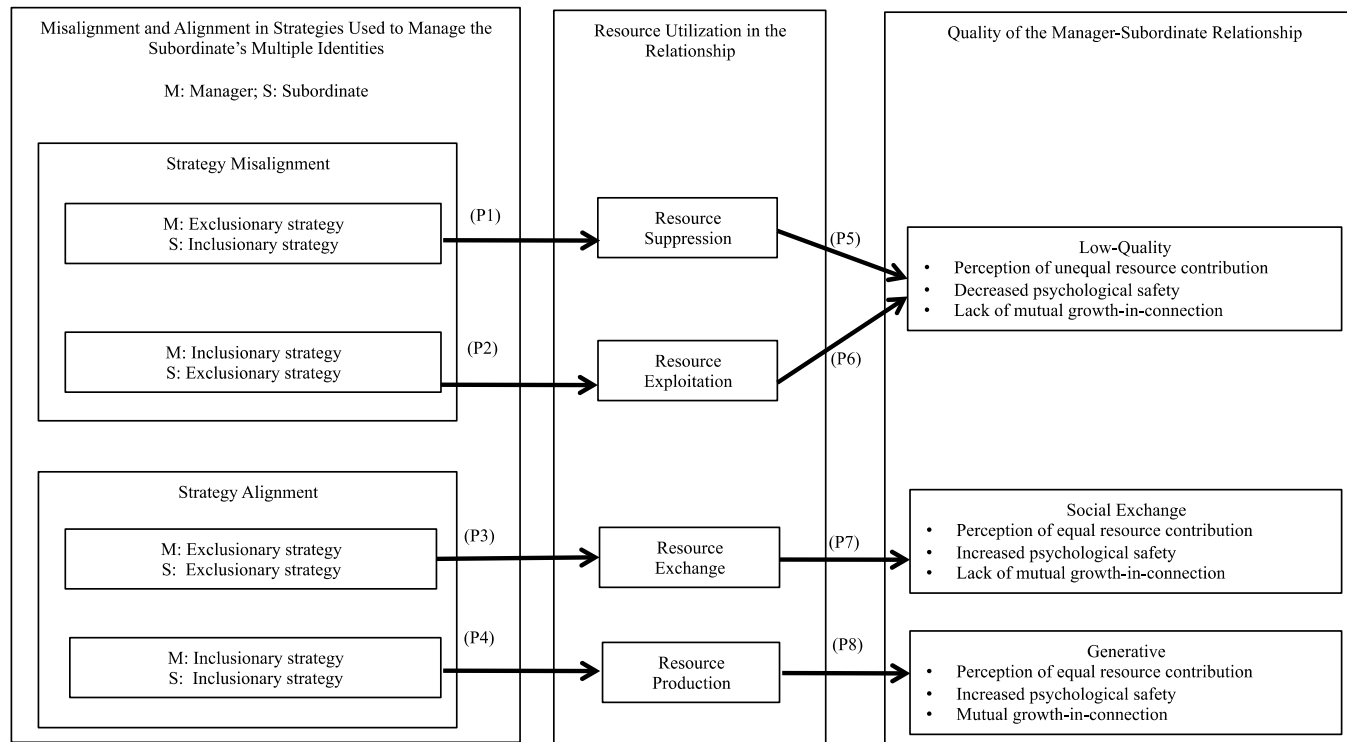 Misalignment and Alignment in Strategies Used to Manage the
Subordinate's Multiple Identities
M: Manager; S: Subordinate
Strategy Misalignment
M: Exclusionary strategy
S: Inclusionary strategy
(P1)
M: Inclusionary strategy
S: Exclusionary strategy
(P2)
Strategy Alignment
M: Exclusionary strategy
S: Exclusionary strategy
(P3)
M: Inclusionary strategy
S: Inclusionary strategy
(P4)
Resource Utilization in the
Relationship
Resource
Suppression
(P5)
Resource
Exploitation
(P6)
Resource
Exchange
(P7)
Resource
Production
(P8)
Quality of the Manager-Subordinate Relationship
Low-Quality
• Perception of unequal resource contribution
• Decreased psychological safety
• Lack of mutual growth-in-connection
Social Exchange
• Perception of equal resource contribution
• Increased psychological safety
• Lack of mutual growth-in-connection
Generative
• Perception of equal resource contribution
• Increased psychological safety
• Mutual growth-in-connection